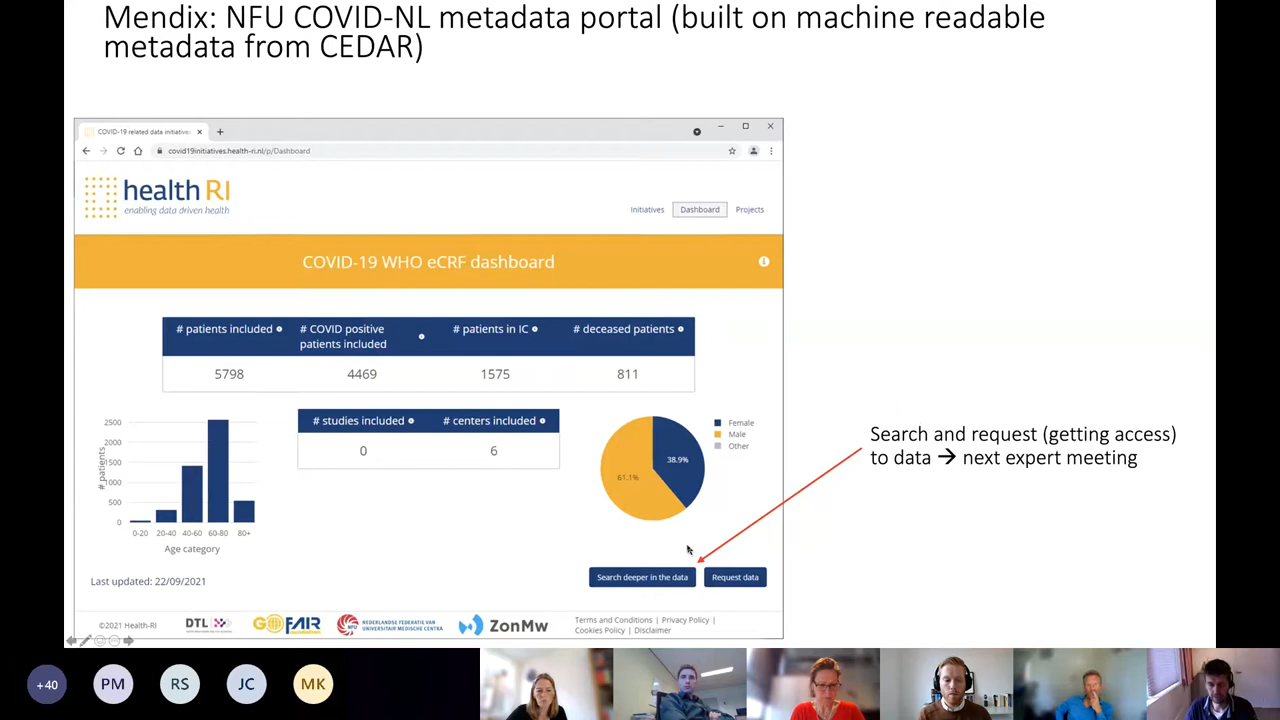 Mendix: NFU COVID-NL metadata portal (built on machine readable
metadata from CEDAR)
COVID-19 related data initiatives
covid19initiatives.health-ri.nl/p/Dashboard
health RI
enabling data driven health
Initiatives
Dashboard
Projects
COVID-19 WHO eCRF dashboard
# patients included
# COVID positive
patients included
# patients in IC
# deceased patients
5798
4469
1575
811
2500
2000
1500
1000
500
0
# patients
0-20
20-40
40-60
60-80
80+
Age category
# studies included
# centers included
0
6
38.9%
61.1%
Female
Male
Other
Search and request (getting access)
to data → next expert meeting
Last updated: 22/09/2021
Search deeper in the data
Request data
©2021 Health-RI
DTL
GO FAIR
NEDERLANDSE FEDERATIE VAN
UNIVERSITAIR MEDISCHE CENTRA
ZonMw
Terms and Conditions | Privacy Policy |
Cookies Policy | Disclaimer
+40
PM
RS
JC
MK